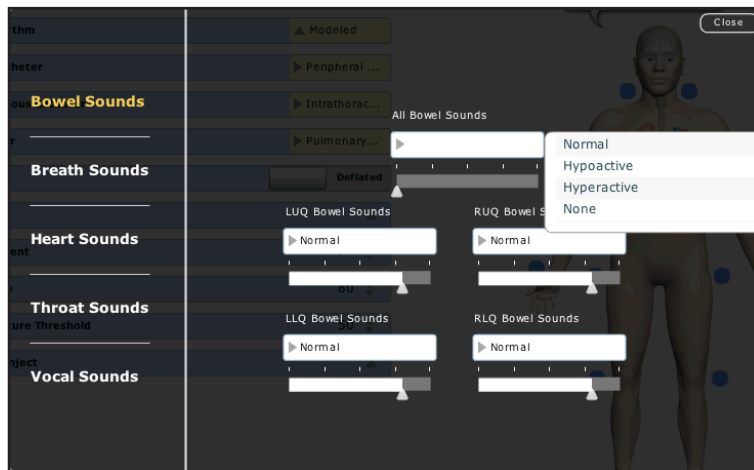 Close
thm
Modeled
heter
Peripheral ...
Intrathorac...
Pulmonary...
Deflated
Bowel Sounds
Breath Sounds
Heart Sounds
Throat Sounds
Vocal Sounds
All Bowel Sounds
Normal
Hypoactive
Hyperactive
None
LUQ Bowel Sounds
Normal
RUQ Bowel S
Normal
LLQ Bowel Sounds
Normal
RLQ Bowel Sounds
Normal
ent
60
ture Threshold
50
nject